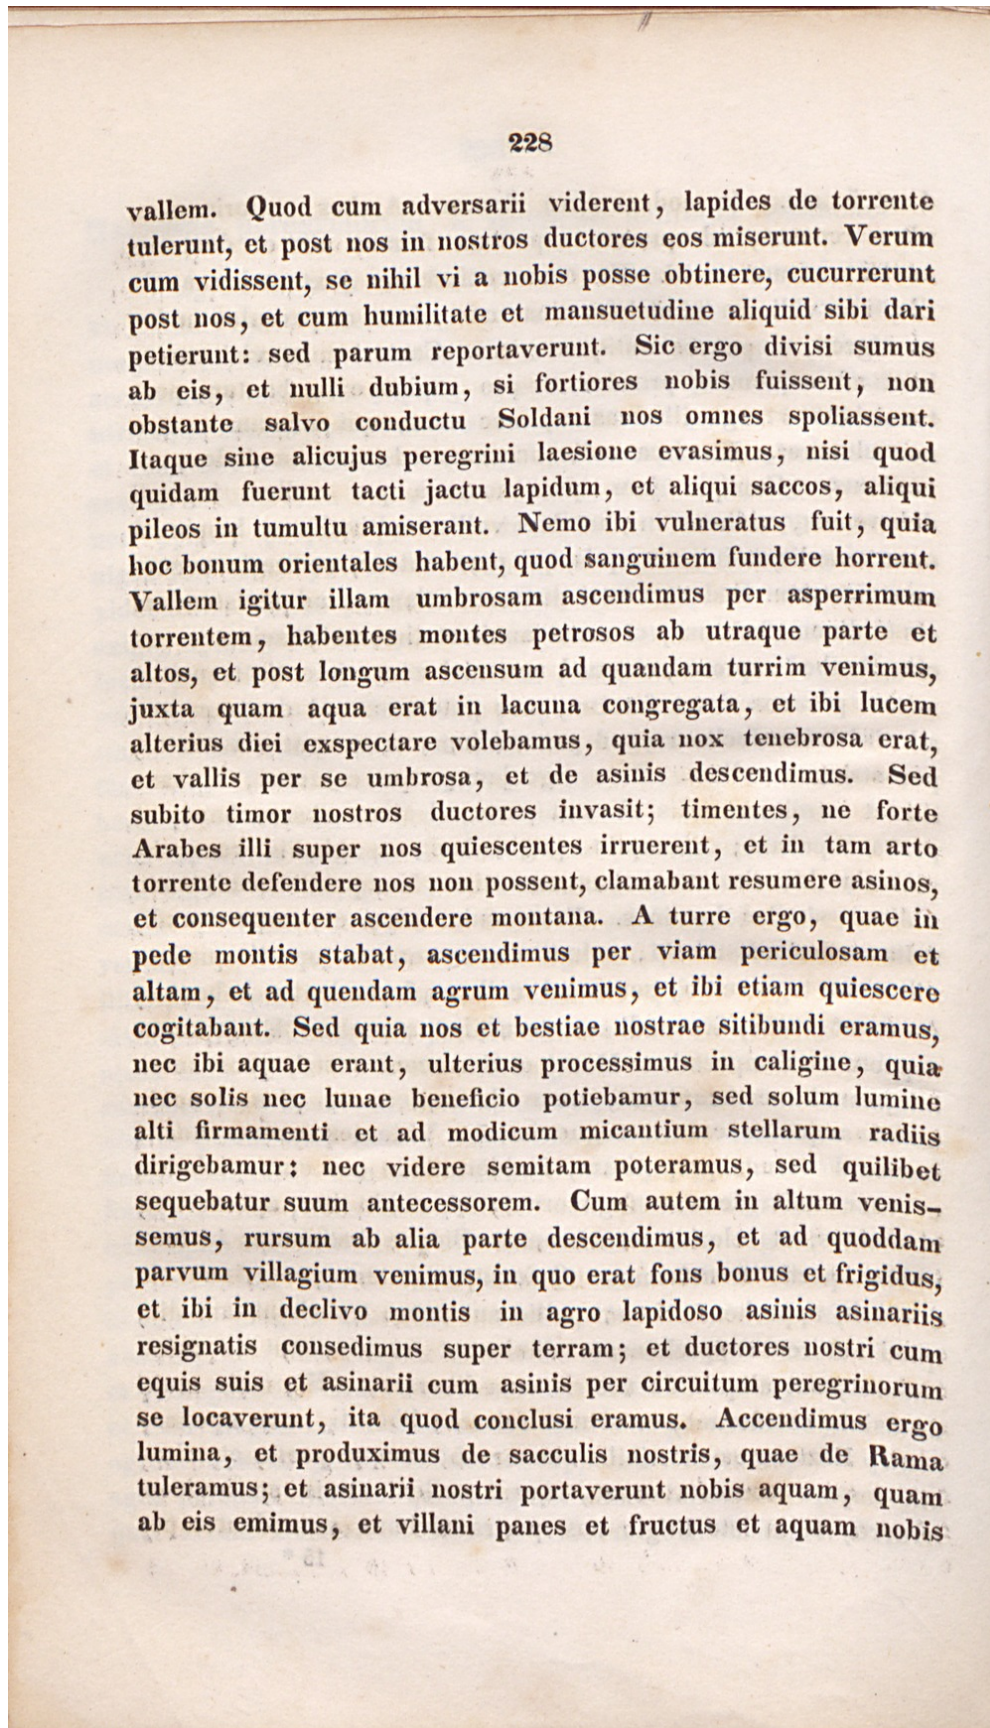 228
vallem. Quod cum adversarii viderent, lapides de torrente
tulerunt, et post nos in nostros ductores eos miserunt. Verum
cum vidissent, se nihil vi a nobis posse obtinere, cucurrerunt
post nos, et cum humilitate et mansuetudine aliquid sibi dari
petierunt: sed parum reportaverunt. Sic ergo divisi sumus
ab eis, et nulli dubium, si fortiores nobis fuissent, non
obstante salvo conductu Soldani nos omnes spoliassent.
Itaque sine alicujus peregrini laesione evasimus, nisi quod
quidam fuerunt tacti jactu lapidum, et aliqui saccos, aliqui
pileos in tumultu amiserant. Nemo ibi vulneratus fuit, quia
hoc bonum orientales habent, quod sanguinem fundere horrent.
Vallem igitur illam umbrosam ascendimus per asperrimum
torrentem, habentes montes petrosos ab utraque parte et
altos, et post longum ascensum ad quandam turrim venimus,
juxta quam aqua erat in lacuna congregata, et ibi lucem
alterius diei exspectare volebamus, quia nox tenebrosa erat,
et vallis per se umbrosa, et de asinis descendimus. Sed
subito timor nostros ductores invasit; timentes, ne forte
Arabes illi super nos quiescentes irruerent, et in tam arto
torrente defendere nos non possent, clamabant resumere asinos,
et consequenter ascendere montana. A turre ergo, quae in
pede montis stabat, ascendimus per viam periculosam et
altam, et ad quendam agrum venimus, et ibi etiam quiescere
cogitabant. Sed quia nos et bestiae nostrae sitibundi eramus,
nec ibi aquae erant, ulterius processimus in caligine, quia
nec solis nec lunae beneficio potiebamur, sed solum lumine
alti firmamenti et ad modicum micantium stellarum radiis
dirigebamur: nec videre semitam poteramus, sed quilibet
sequebatur suum antecessorem. Cum autem in altum venis-
semus, rursum ab alia parte descendimus, et ad quoddam
parvum villagium venimus, in quo erat fons bonus et frigidus,
et ibi in declivo montis in agro lapidoso asinis asinariis
resignatis consedimus super terram; et ductores nostri cum
equis suis et asinarii cum asinis per circuitum peregrinorum
se locaverunt, ita quod conclusi eramus. Accendimus ergo
lumina, et produximus de sacculis nostris, quae de Rama
tuleramus; et asinarii nostri portaverunt nobis aquam, quam
ab eis emimus, et villani panes et fructus et aquam nobis